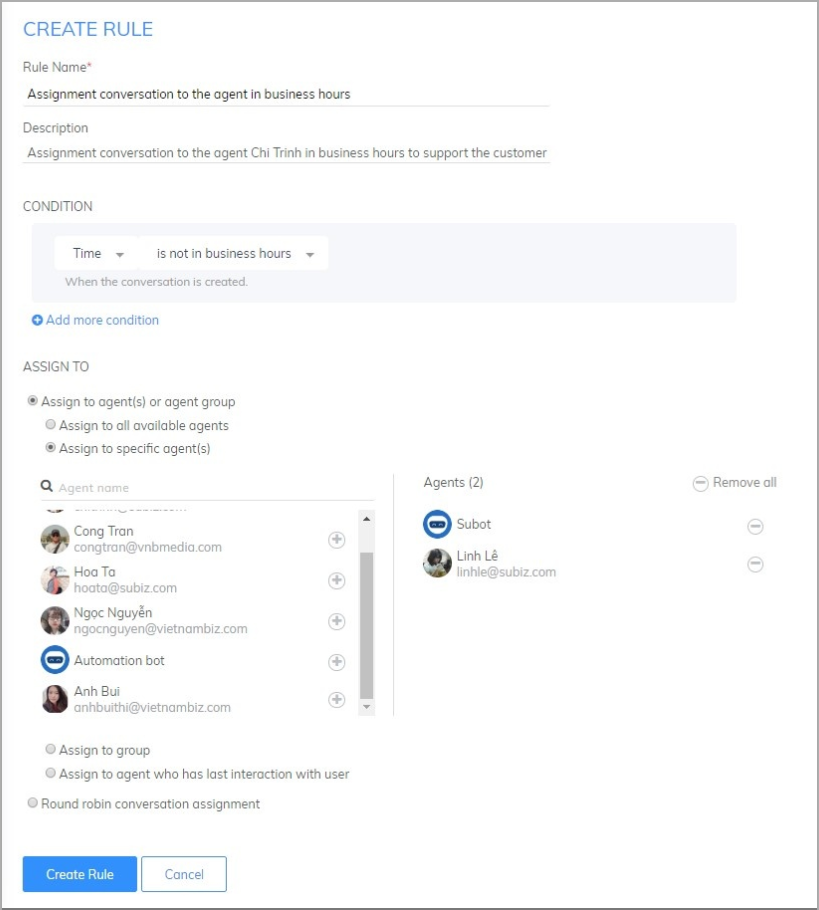 CREATE RULE
Rule Name*
Assignment conversation to the agent in business hours
Description
Assignment conversation to the agent Chi Trinh in business hours to support the customer
CONDITION
Time is not in business hours
When the conversation is created.
Add more condition
ASSIGN TO
Assign to agent(s) or agent group
Assign to all available agents
Assign to specific agent(s)
Agent name
Cong Tran
congtran@vnbmedia.com
Hoa Ta
hoata@subiz.com
Ngọc Nguyễn
ngocnguyen@vietnambiz.com
Automation bot
Anh Bui
anhbuithi@vietnambiz.com
Agents (2) Remove all
Subot
Linh Lê
linhle@subiz.com
Assign to group
Assign to agent who has last interaction with user
Round robin conversation assignment
Create Rule Cancel